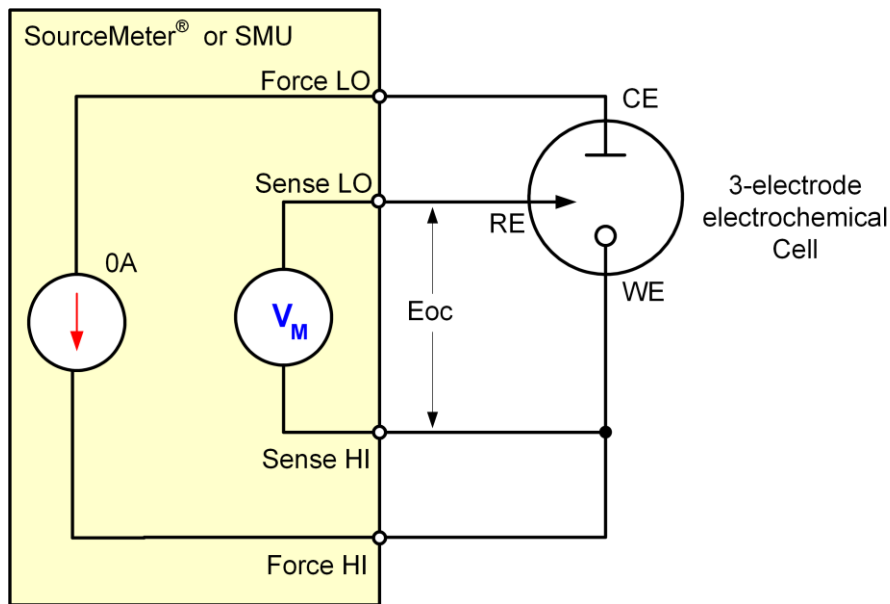 SourceMeter® or SMU
Force LO
CE
Sense LO
RE
3-electrode
electrochemical
Cell
0A
WE
VM
Eoc
Sense HI
Force HI